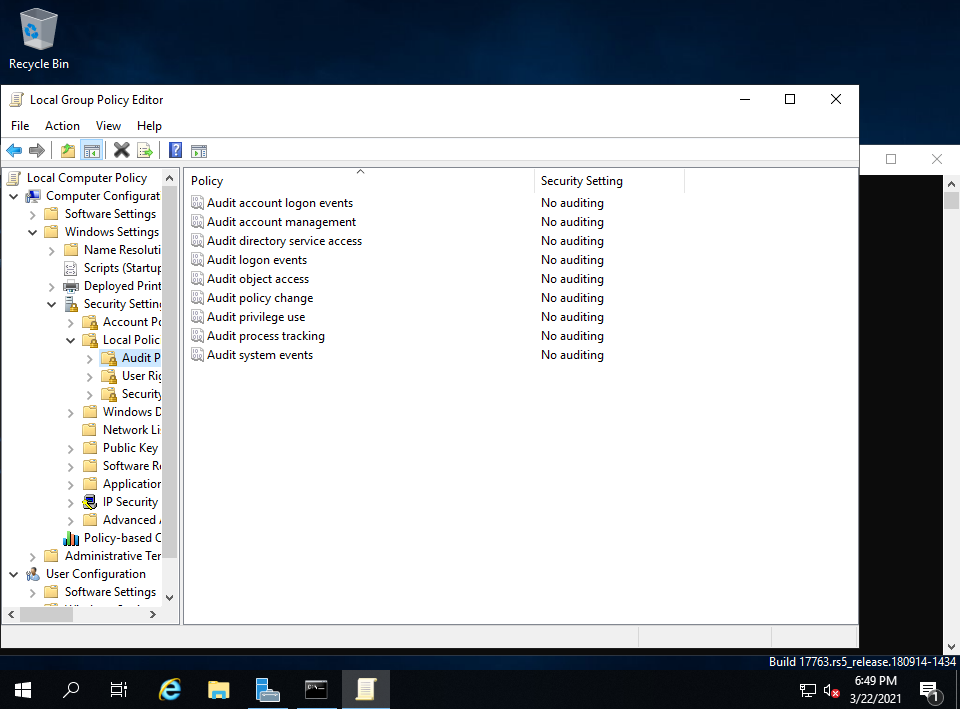 Recycle Bin
Local Group Policy Editor
File Action View Help
Local Computer Policy
Computer Configurat
Software Settings
Windows Settings
Name Resoluti
Scripts (Startup
Deployed Print
Security Setting
Account Po
Local Polic
Audit P
User Rig
Security
Windows D
Network Li
Public Key
Software Re
Application
IP Security
Advanced
Policy-based
Administrative Ter
User Configuration
Software Settings
Policy Security Setting
Audit account logon events No auditing
Audit account management No auditing
Audit directory service access No auditing
Audit logon events No auditing
Audit object access No auditing
Audit policy change No auditing
Audit privilege use No auditing
Audit process tracking No auditing
Audit system events No auditing
Build 17763.rs5_release.180914-1434
6:49 PM
3/22/2021
1